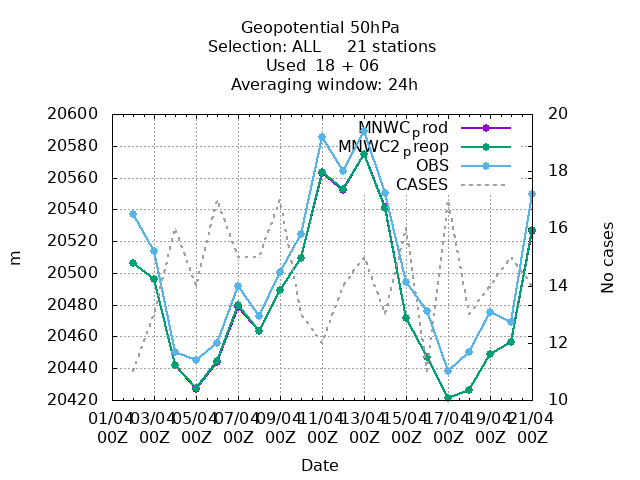 Geopotential 50hPa
Selection: ALL     21 stations
Used  18 + 06
Averaging window: 24h
20600
20580
20560
20540
20520
20500
20480
20460
20440
20420
m
20
18
16
14
12
10
No cases
MNWC_prod
MNWC2_preop
OBS
CASES
01/04 03/04 05/04 07/04 09/04 11/04 13/04 15/04 17/04 19/04 21/04
00Z 00Z 00Z 00Z 00Z 00Z 00Z 00Z 00Z 00Z 00Z
Date